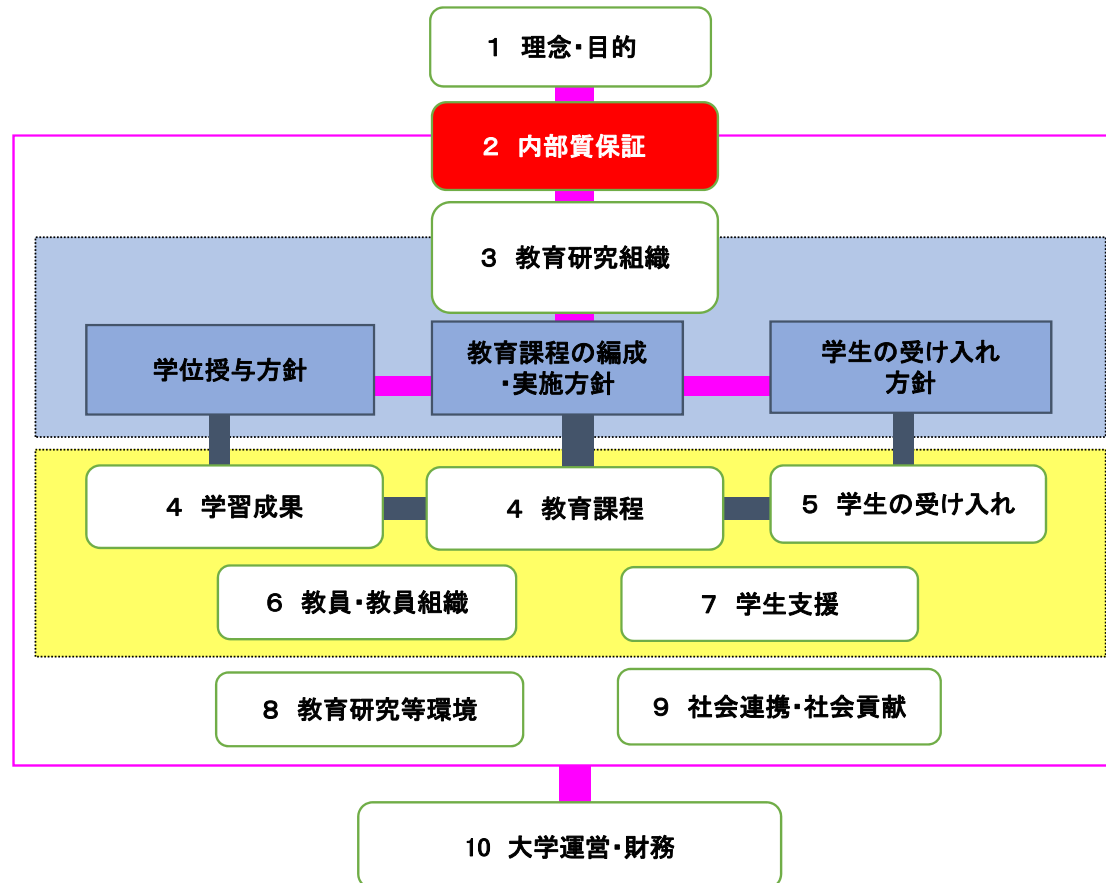 １　理念・目的
２　内部質保証
３　教育研究組織
学位授与方針
教育課程の編成
・実施方針
学生の受け入れ
方針
４　学習成果
４　教育課程
５　学生の受け入れ
６　教員・教員組織
７　学生支援
８　教育研究等環境
９　社会連携・社会貢献
10　大学運営・財務